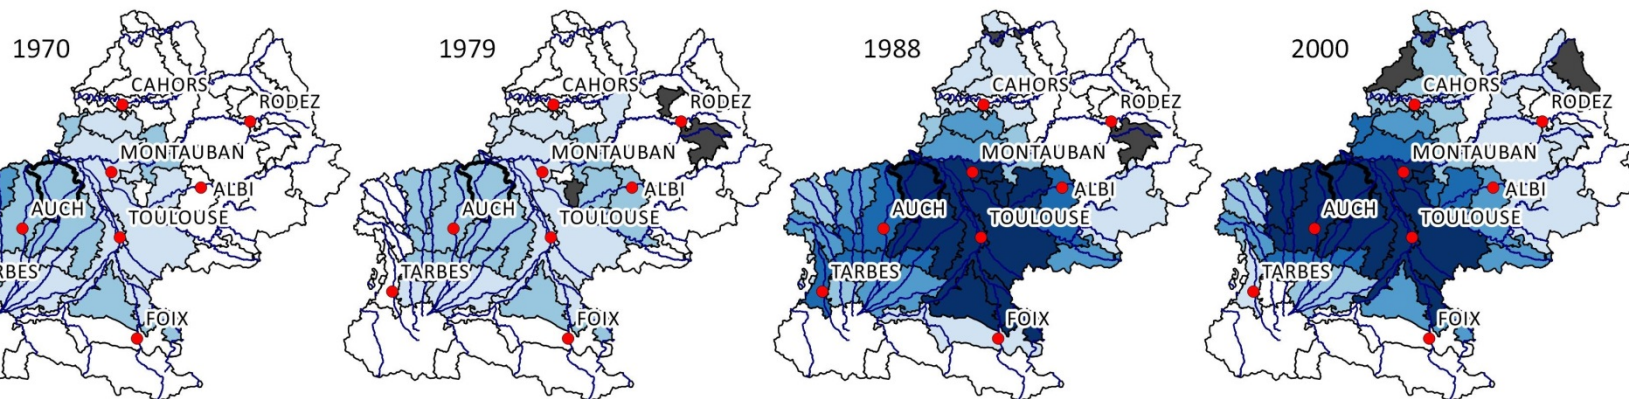 1970
CAHORS
RODEZ
MONTAUBAN
ALBI
AUCH
TOULOUSE
RBES
FOIX
1979
CAHORS
RODEZ
MONTAUBAN
ALBI
AUCH
TOULOUSE
TARBES
FOIX
1988
CAHORS
RODEZ
MONTAUBAN
ALBI
AUCH
TOULOUSE
TARBES
FOIX
2000
CAHORS
RODEZ
MONTAUBAN
ALBI
AUCH
TOULOUSE
TARBES
FOIX